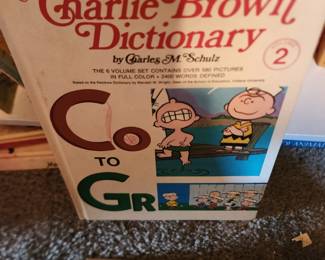 Charlie Brown
Dictionary
by Charles M. Schulz
THE 6 VOLUME SET CONTAINS OVER 580 PICTURES
IN FULL COLOR • 2400 WORDS DEFINED
2
Co
TO
GR